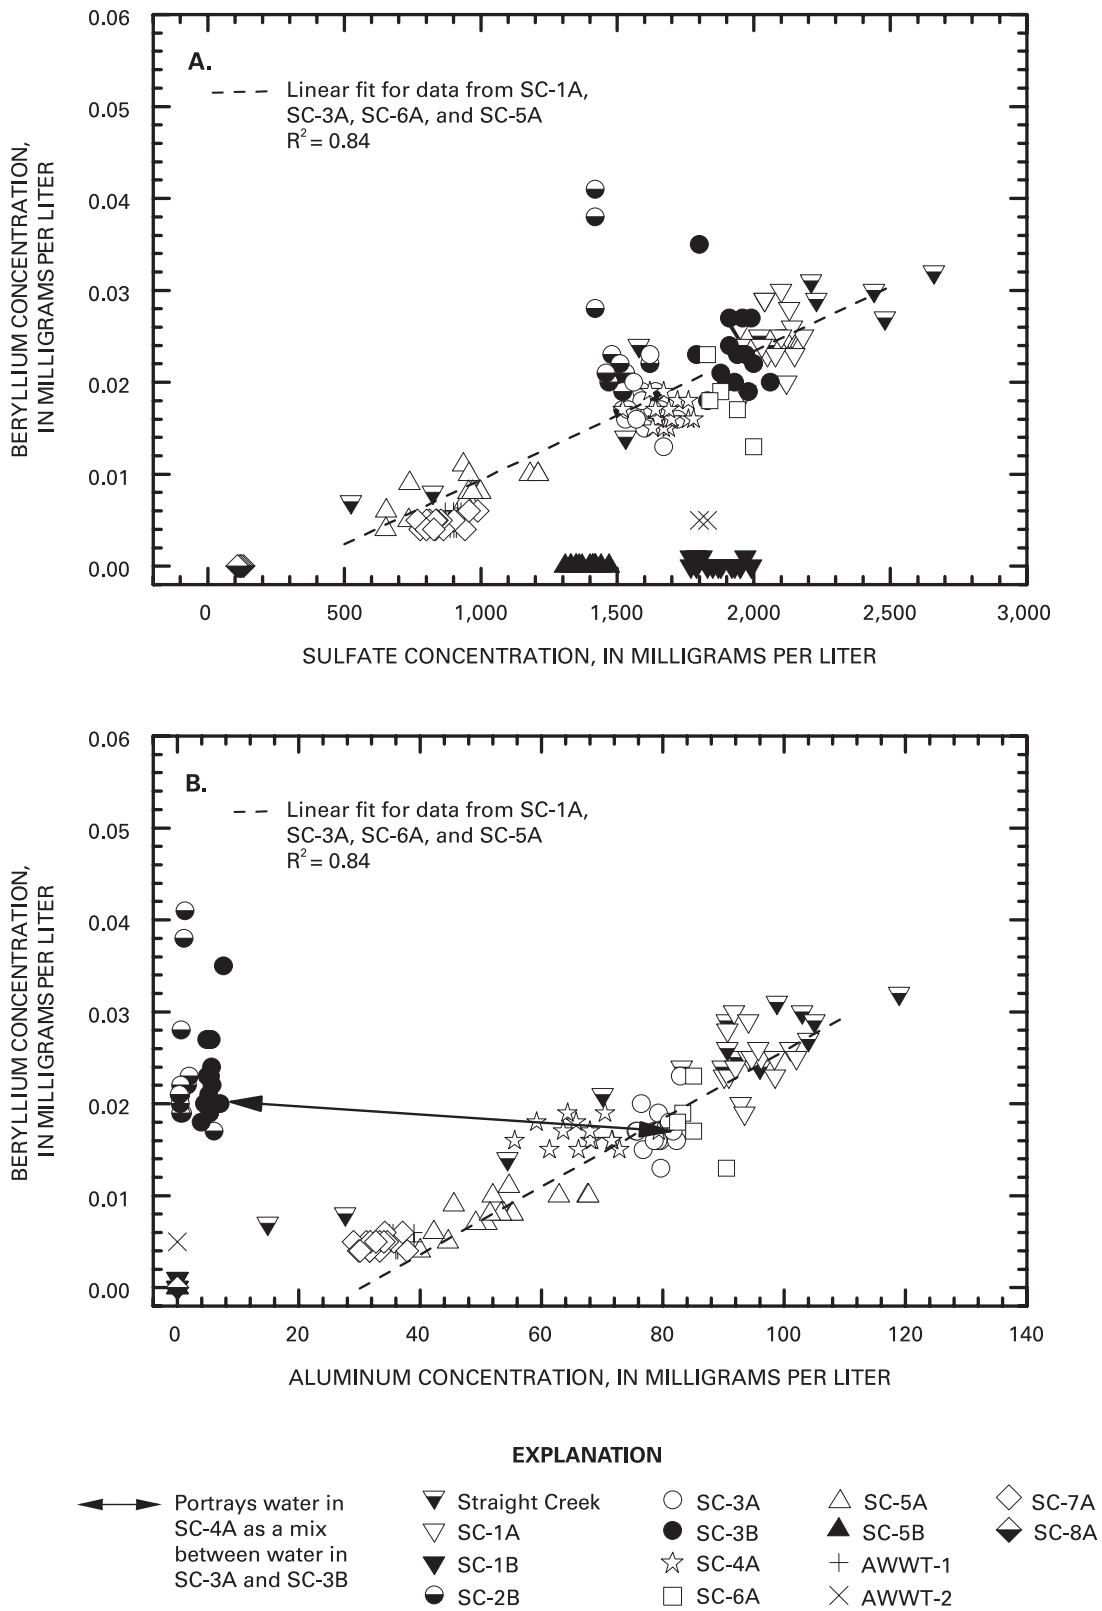 0.06
0.05
0.04
0.03
0.02
0.01
0.00
BERYLLIUM CONCENTRATION,
IN MILLIGRAMS PER LITER
A.
Linear fit for data from SC-1A,
SC-3A, SC-6A, and SC-5A
R2 = 0.84
0 500 1,000 1,500 2,000 2,500 3,000
SULFATE CONCENTRATION, IN MILLIGRAMS PER LITER
0.06
0.05
0.04
0.03
0.02
0.01
0.00
BERYLLIUM CONCENTRATION,
IN MILLIGRAMS PER LITER
B.
Linear fit for data from SC-1A,
SC-3A, SC-6A, and SC-5A
R2 = 0.84
0 20 40 60 80 100 120 140
ALUMINUM CONCENTRATION, IN MILLIGRAMS PER LITER
EXPLANATION
Portrays water in
SC-4A as a mix
between water in
SC-3A and SC-3B
Straight Creek
SC-1A
SC-1B
SC-2B
SC-3A
SC-3B
SC-4A
SC-6A
SC-5A
SC-5B
AWWT-1
AWWT-2
SC-7A
SC-8A